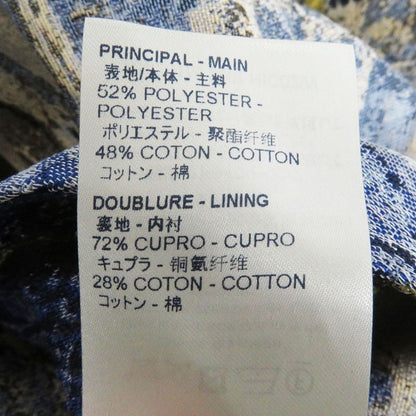 PRINCIPAL - MAIN
表地/本体 - 主料
52% POLYESTER -
POLYESTER
ポリエステル - 聚酯纤维
48% COTON - COTTON
コットン - 棉
DOUBLURE - LINING
裏地 - 内衬
72% CUPRO - CUPRO
キュプラ - 铜氨纤维
28% COTON - COTTON
コットン - 棉